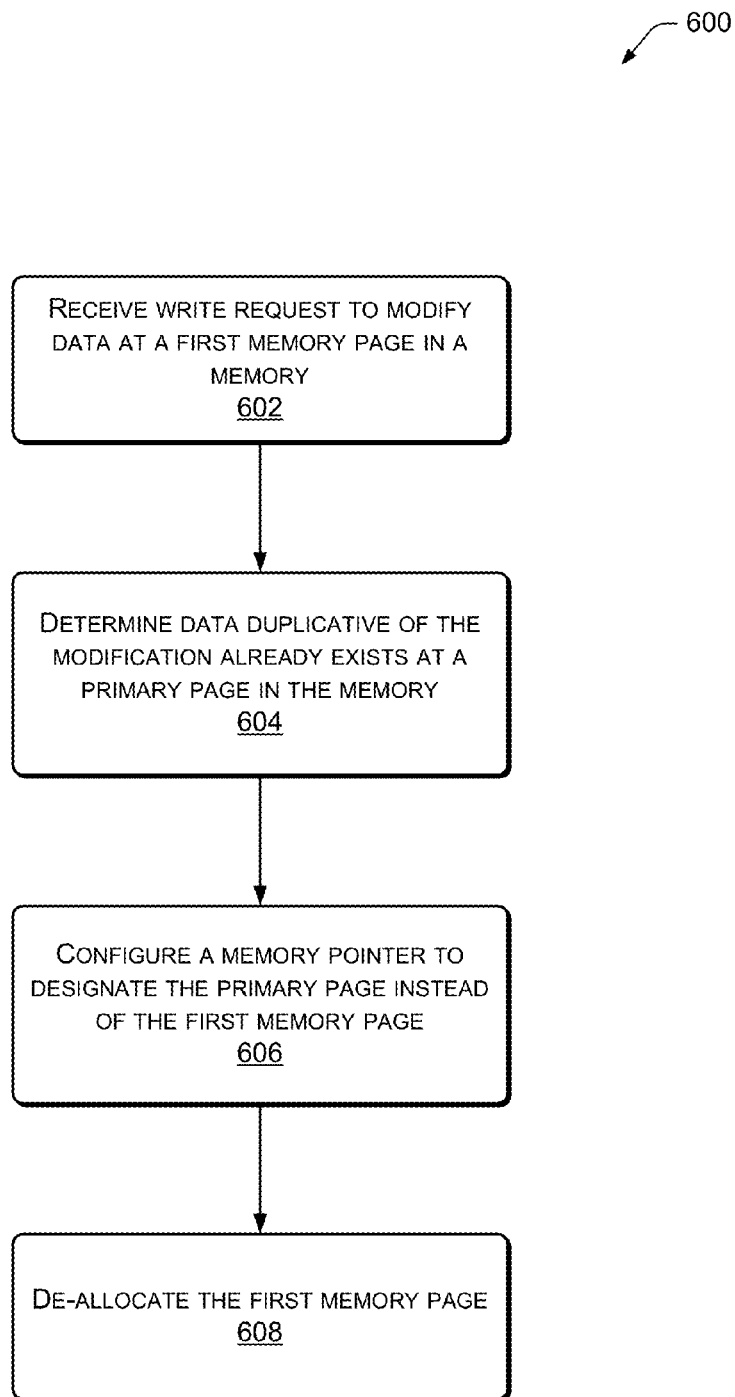 600
RECEIVE WRITE REQUEST TO MODIFY
DATA AT A FIRST MEMORY PAGE IN A
MEMORY
602
DETERMINE DATA DUPLICATIVE OF THE
MODIFICATION ALREADY EXISTS AT A
PRIMARY PAGE IN THE MEMORY
604
CONFIGURE A MEMORY POINTER TO
DESIGNATE THE PRIMARY PAGE INSTEAD
OF THE FIRST MEMORY PAGE
606
DE-ALLOCATE THE FIRST MEMORY PAGE
608